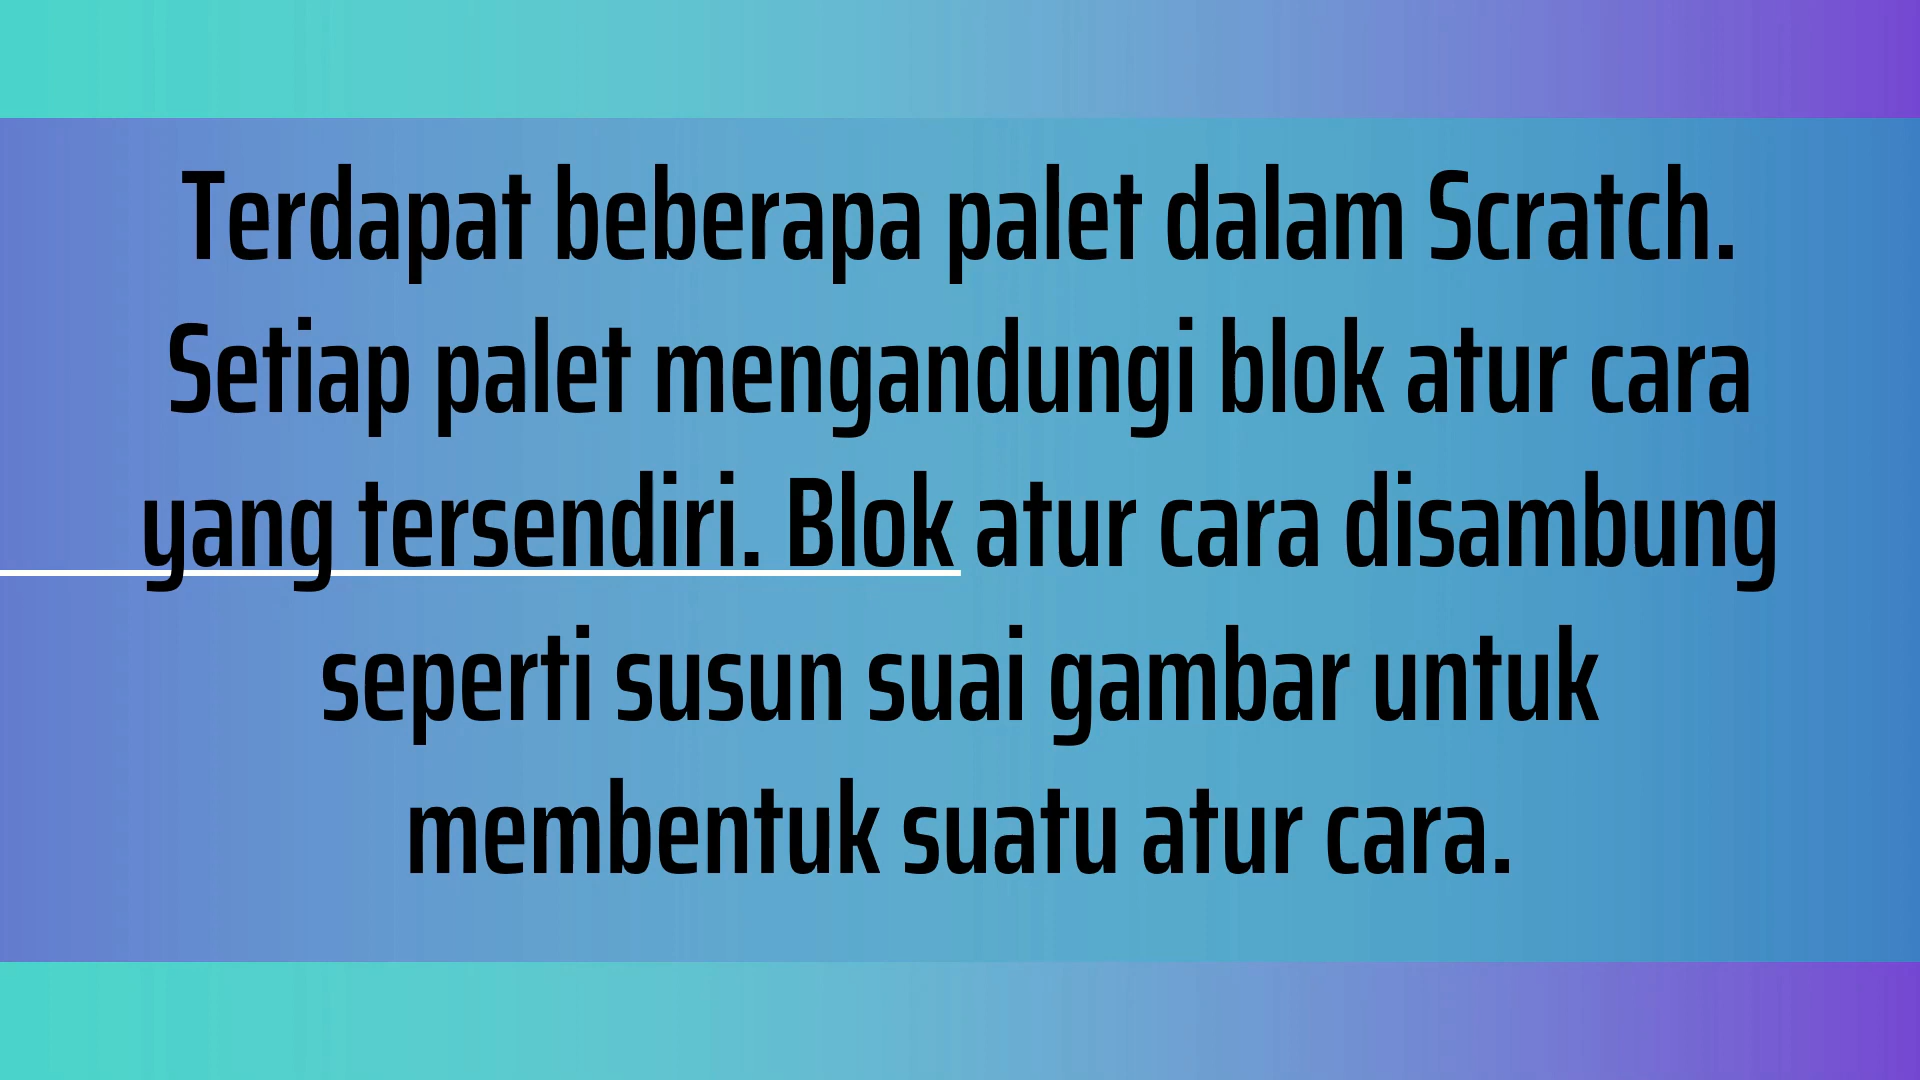 Terdapat beberapa palet dalam Scratch.
Setiap palet mengandungi blok atur cara
yang tersendiri. Blok atur cara disambung
seperti susun suai gambar untuk
membentuk suatu atur cara.